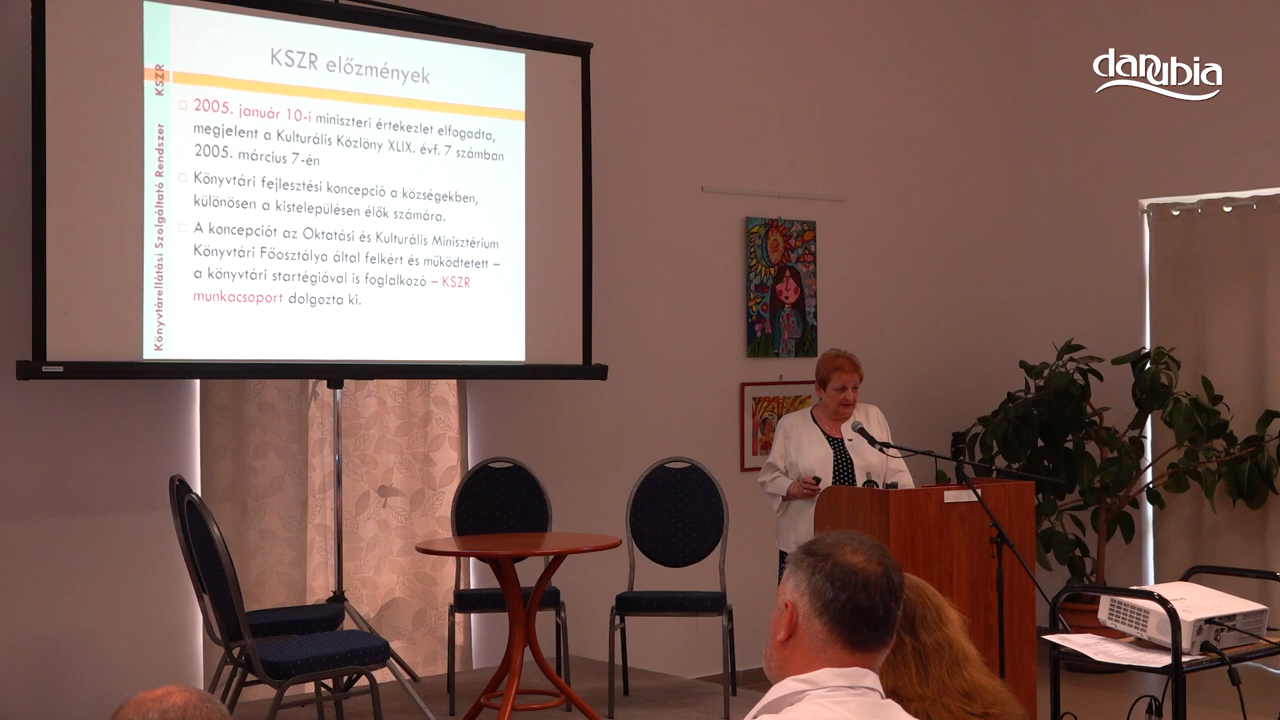 KSZR előzmények
2005. január 10-i miniszteri értekezlet elfogadta,
megjelent a Kulturális Közlöny XLIX. évf. 7 számban
2005. március 7-én
Könyvtári fejlesztési koncepció a községekben,
különösen a kistelepülésen élők számára.
A koncepciót az Oktatási és Kulturális Minisztérium
Könyvtári Főosztálya által felkért és működtetett –
a könyvtári startégiával is foglalkozó – KSZR
munkacsoport dolgozta ki.
Könyvtárellátási Szolgáltató Rendszer KSZR
danubia